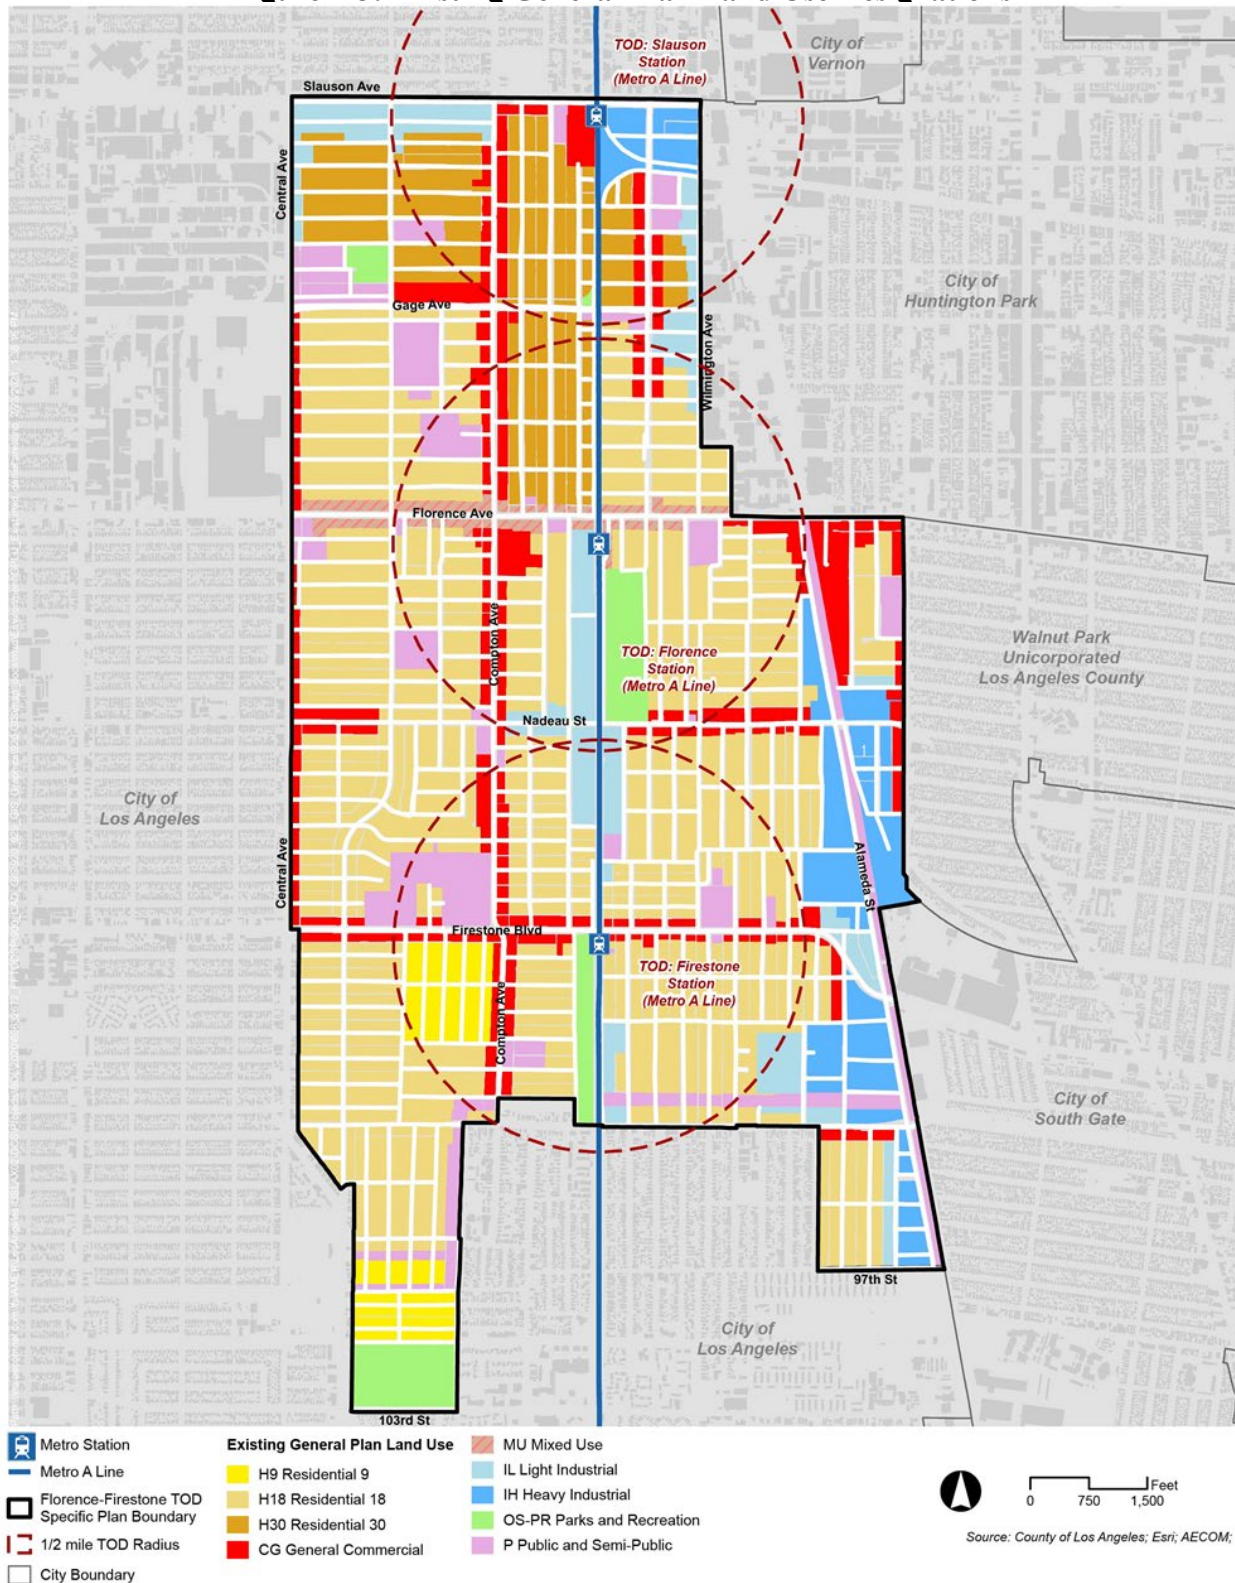 TOD: Slauson
Station
(Metro A Line)
City of
Vernon
Slauson Ave
Central Ave
City of
Huntington Park
Gage Ave
Wilmington Ave
Florence Ave
Compton Ave
TOD: Florence
Station
(Metro A Line)
Walnut Park
Unicorporated
Los Angeles County
Nadeau St
1
City of
Los Angeles
Central Ave
Alameda St
Firestone Blvd
TOD: Firestone
Station
(Metro A Line)
Compton Ave
City of
South Gate
97th St
City of
Los Angeles
103rd St
Metro Station
Metro A Line
Florence-Firestone TOD
Specific Plan Boundary
1/2 mile TOD Radius
City Boundary
Existing General Plan Land Use
H9 Residential 9
H18 Residential 18
H30 Residential 30
CG General Commercial
MU Mixed Use
IL Light Industrial
IH Heavy Industrial
OS-PR Parks and Recreation
P Public and Semi-Public
Feet
0 750 1,500
Source: County of Los Angeles; Esri; AECOM;